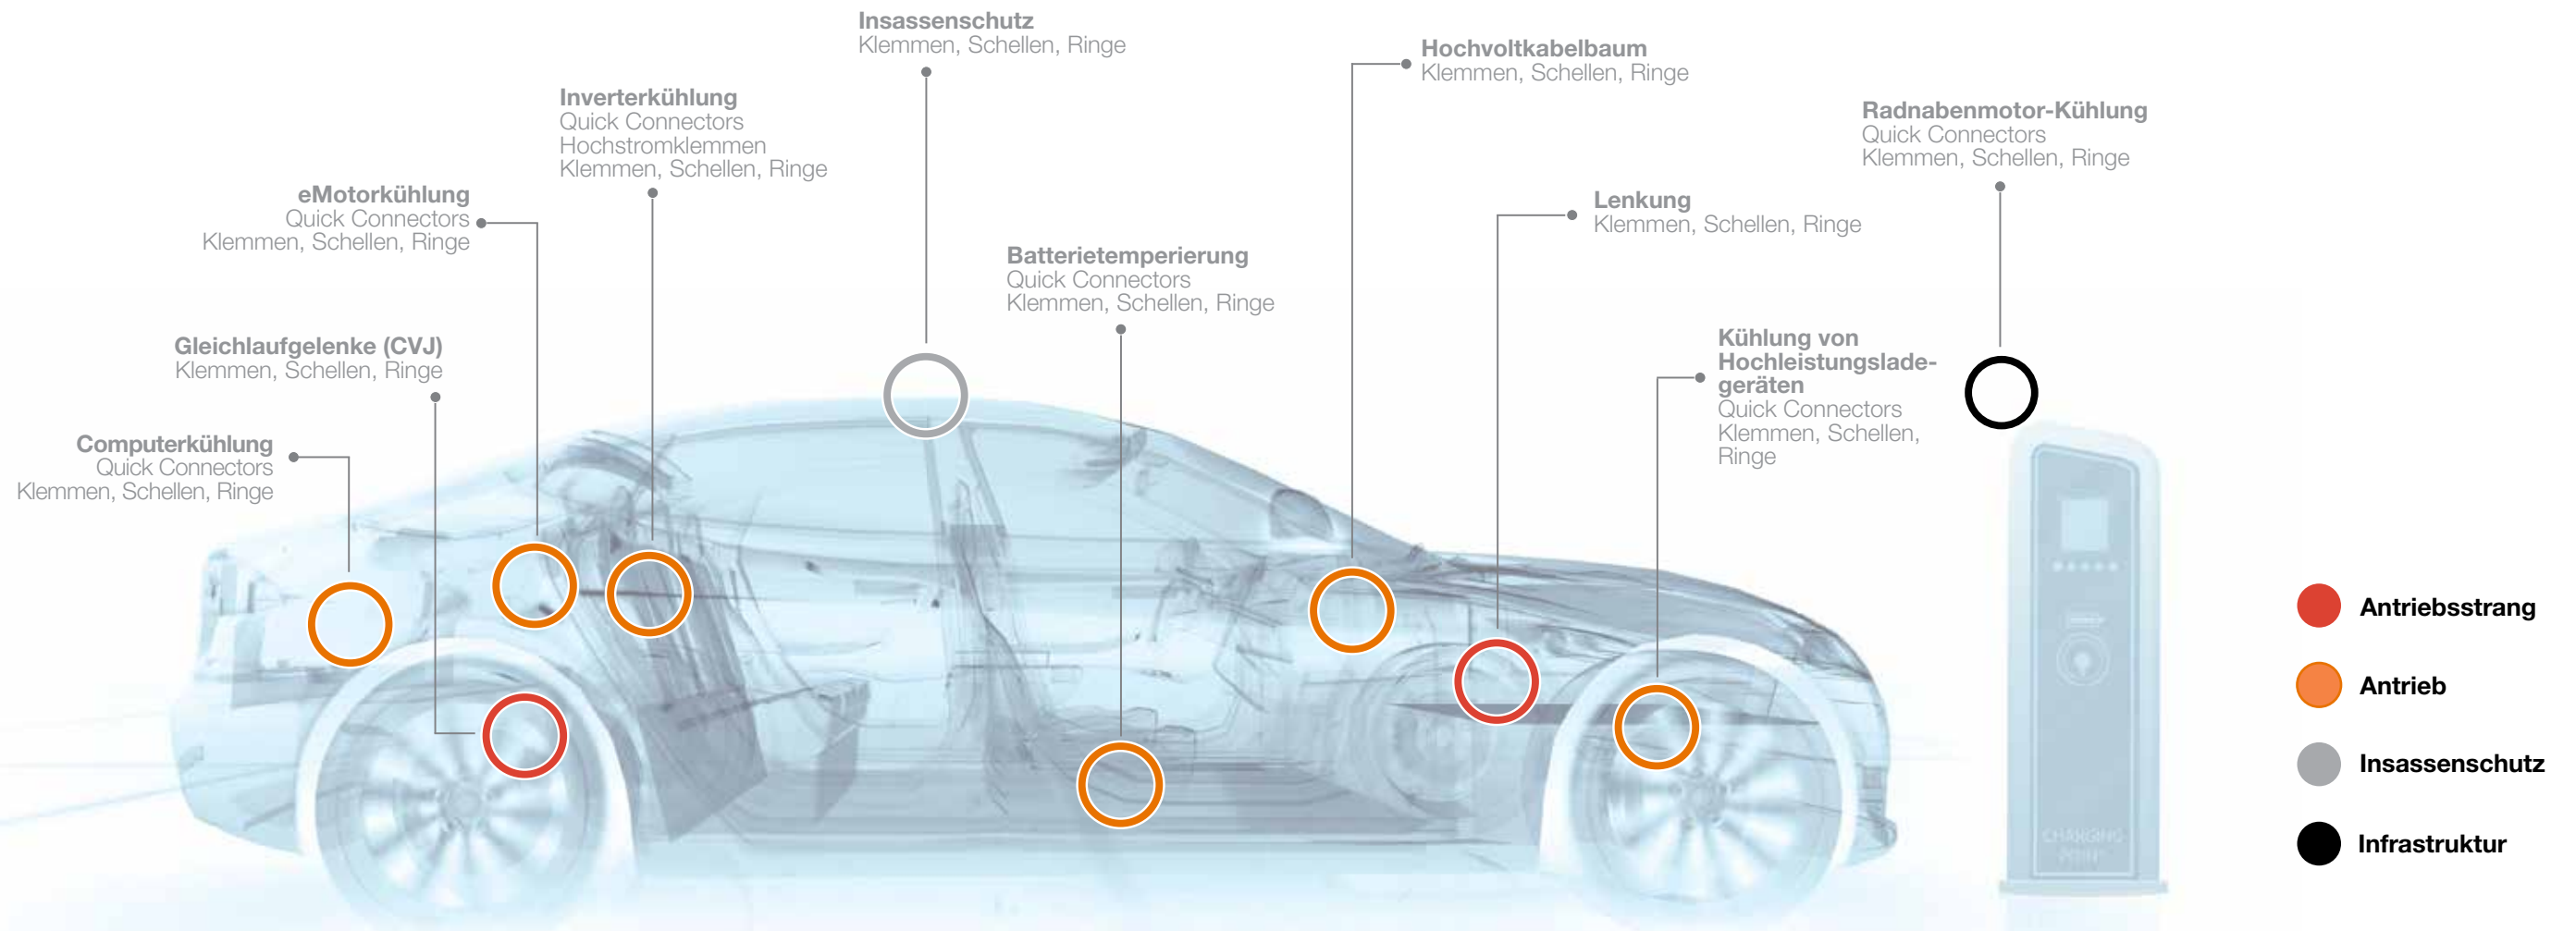 Insassenschutz
Klemmen, Schellen, Ringe
Hochvoltkabelbaum
Klemmen, Schellen, Ringe
Inverterkühlung
Quick Connectors
Hochstromklemmen
Klemmen, Schellen, Ringe
Radnabenmotor-Kühlung
Quick Connectors
Klemmen, Schellen, Ringe
eMotorkühlung
Quick Connectors
Klemmen, Schellen, Ringe
Lenkung
Klemmen, Schellen, Ringe
Batterietemperierung
Quick Connectors
Klemmen, Schellen, Ringe
Gleichlaufgelenke (CVJ)
Klemmen, Schellen, Ringe
Kühlung von
Hochleistungslade-
geräten
Quick Connectors
Klemmen, Schellen,
Ringe
Computerkühlung
Quick Connectors
Klemmen, Schellen, Ringe
Antriebsstrang
Antrieb
Insassenschutz
Infrastruktur
CHARGING
POINT